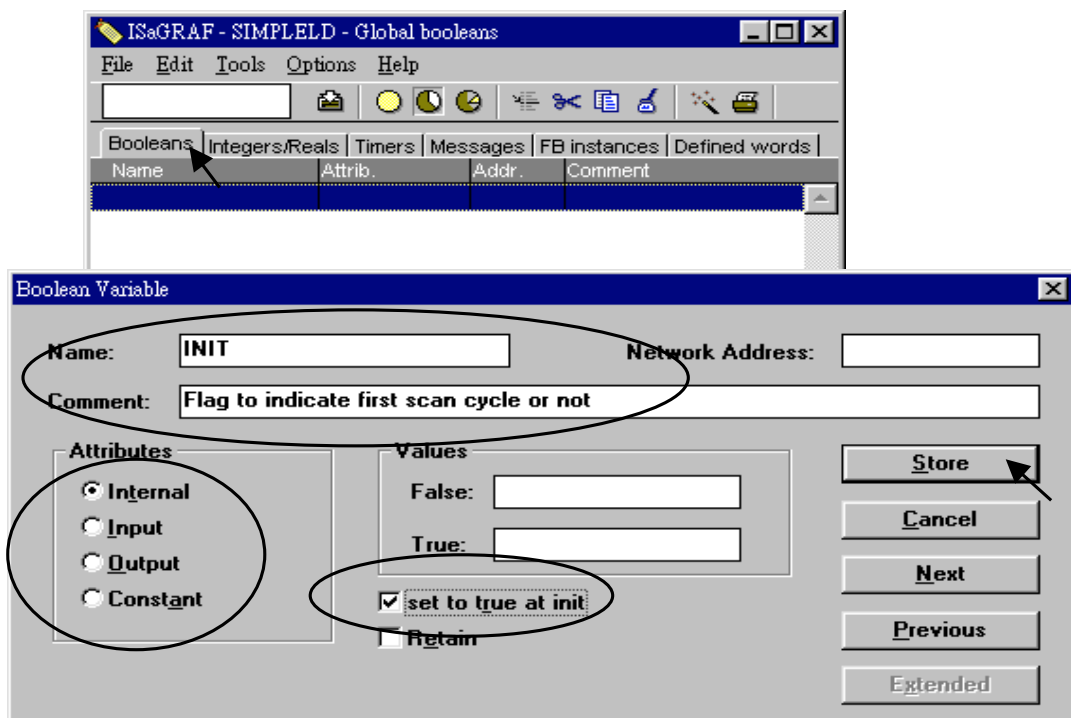 ISaGRAF - SIMPLELD - Global booleans
File Edit Tools Options Help
Booleans Integers/Reals Timers Messages FB instances Defined words
Name Attrib. Addr. Comment
Boolean Variable
Name: INIT Network Address:
Comment: Flag to indicate first scan cycle or not
Attributes
Internal
Input
Output
Constant
Values
False:
True:
set to true at init
Retain
Store
Cancel
Next
Previous
Extended